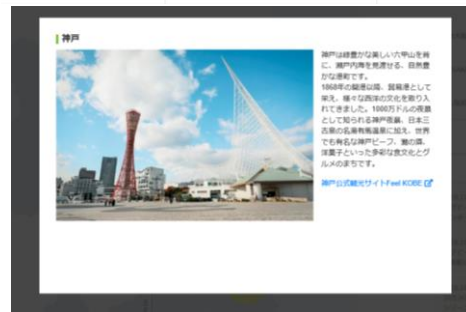 神戸
神戸は緑豊かな美しい六甲山を背
に、瀬戸内海を見渡せる、自然豊
かな港町です。
1868年の開港以降、貿易港として
栄え、様々な西洋の文化を取り入
れてきました。1000万ドルの夜景
として知られる神戸夜景、日本三
古泉の名湯有馬温泉に加え、世界
でも有名な神戸ビーフ、灘の酒、
洋菓子といった多彩な食文化とグ
ルメのまちです。
神戸公式観光サイトFeel KOBE